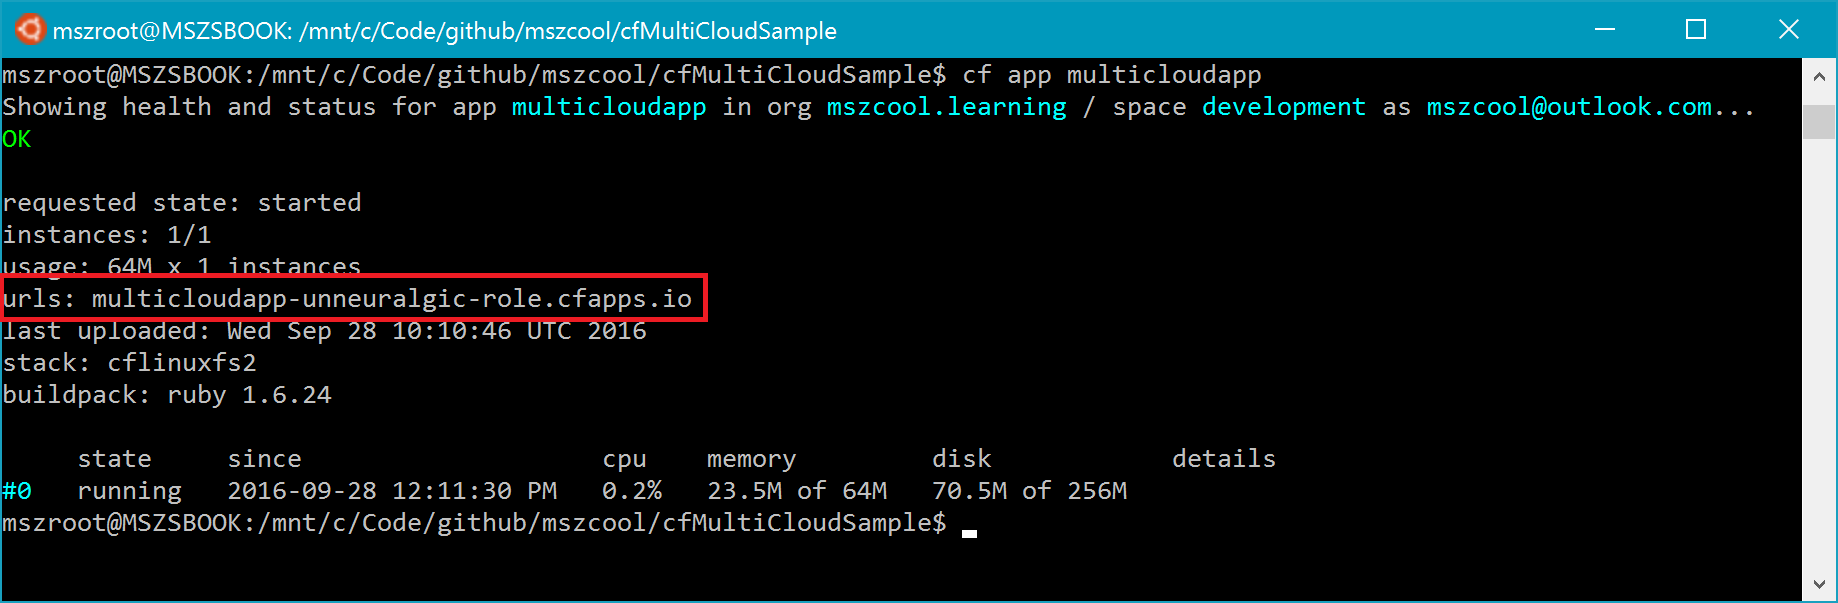 mszroot@MSZSBOOK: /mnt/c/Code/github/mszcool/cfMultiCloudSample
mszroot@MSZSBOOK:/mnt/c/Code/github/mszcool/cfMultiCloudSample$ cf app multicloudapp
Showing health and status for app multicloudapp in org mszcool.learning / space development as mszcool@outlook.com...
OK
requested state: started
instances: 1/1
usage: 64M x 1 instances
urls: multicloudapp-unneuralgic-role.cfapps.io
last uploaded: Wed Sep 28 10:10:46 UTC 2016
stack: cflinuxfs2
buildpack: ruby 1.6.24
state since cpu memory disk details
#0 running 2016-09-28 12:11:30 PM 0.2% 23.5M of 64M 70.5M of 256M
mszroot@MSZSBOOK:/mnt/c/Code/github/mszcool/cfMultiCloudSample$